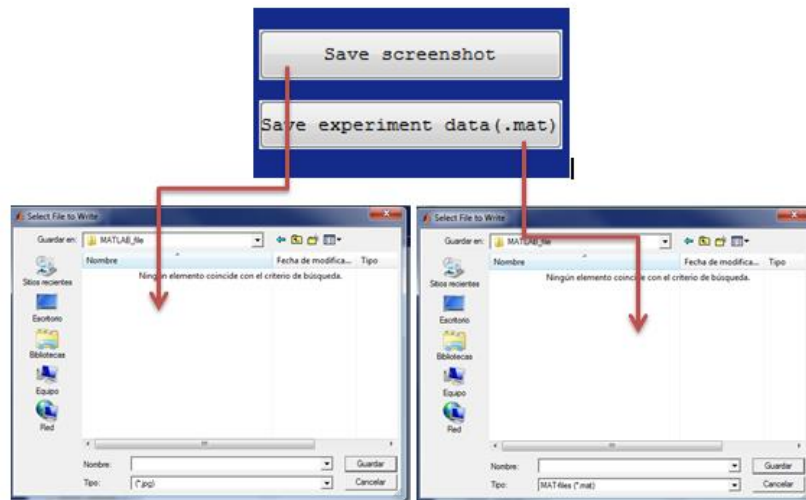 Save screenshot
Save experiment data(.mat)
Select File to Write
Guardar en: MATLAB_file
Nombre Fecha de modifica... Tipo
Ningún elemento coincide con el criterio de búsqueda.
Sitios recientes
Escritorio
Bibliotecas
Equipo
Red
Nombre: Guardar
Tipo: (*.jpg) Cancelar
Select File to Write
Guardar en: MATLAB_file
Nombre Fecha de modifica... Tipo
Ningún elemento coincide con el criterio de búsqueda.
Sitios recientes
Escritorio
Bibliotecas
Equipo
Red
Nombre: Guardar
Tipo: MAT-files (*.mat) Cancelar